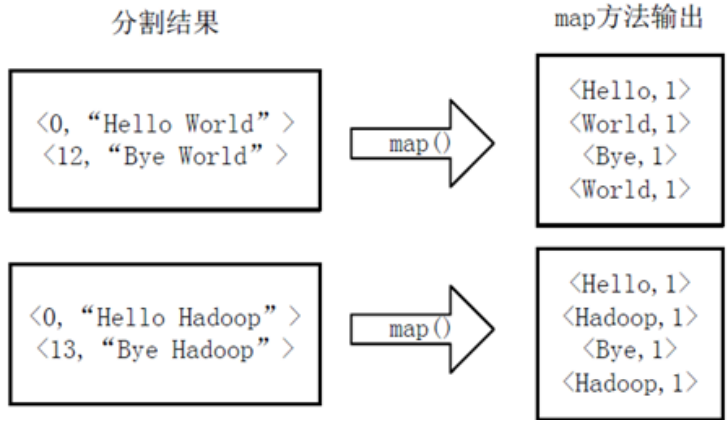 分割结果
map方法输出
<0, “Hello World” >
<12, “Bye World” >
map()
<Hello, 1>
<World, 1>
<Bye, 1>
<World, 1>
<0, “Hello Hadoop” >
<13, “Bye Hadoop” >
map()
<Hello, 1>
<Hadoop, 1>
<Bye, 1>
<Hadoop, 1>